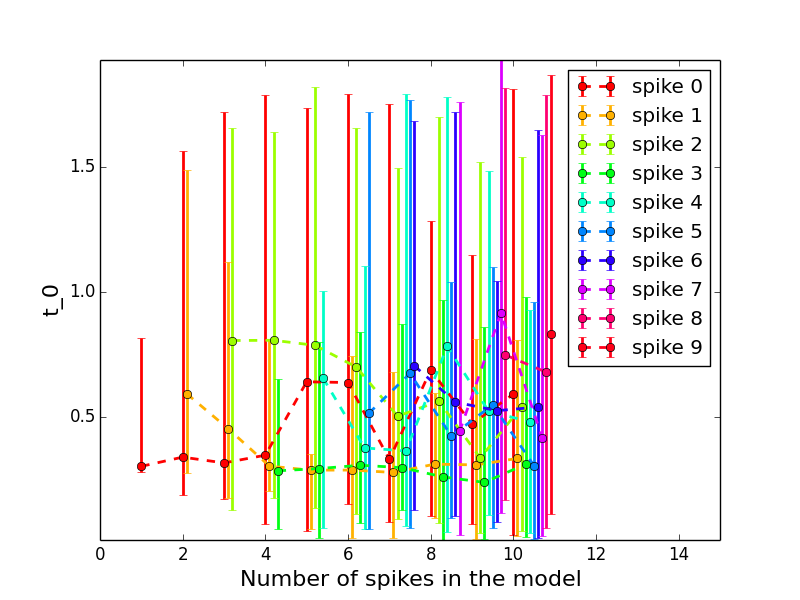 spike 0
spike 1
spike 2
spike 3
spike 4
spike 5
spike 6
spike 7
spike 8
spike 9
1.5
1.0
0.5
t_0
0 2 4 6 8 10 12 14
Number of spikes in the model